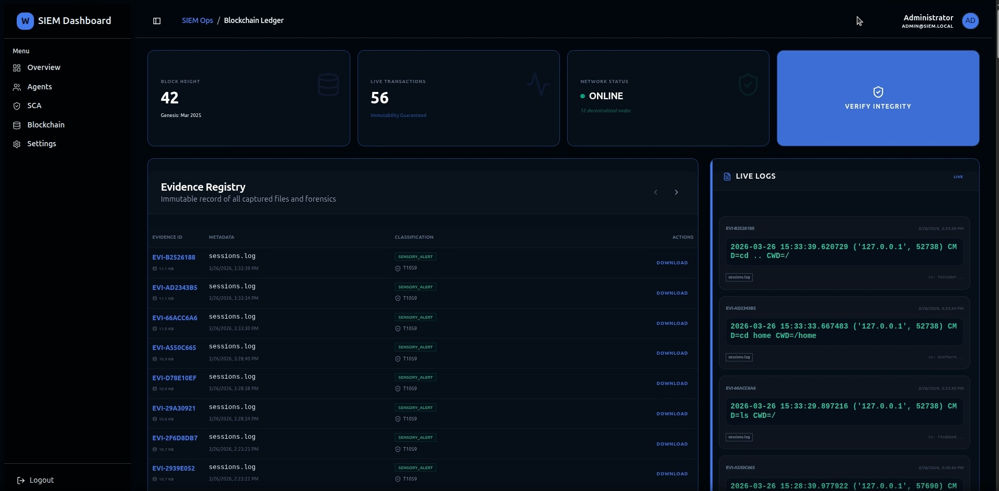 W SIEM Dashboard
Menu
Overview
Agents
SCA
Blockchain
Settings
Logout
SIEM Ops / Blockchain Ledger
Administrator
ADMIN@SIEM.LOCAL
AD
BLOCK HEIGHT
42
Genesis: Mar 2025
LIVE TRANSACTIONS
56
Immutability Guaranteed
NETWORK STATUS
ONLINE
12 decentralized nodes
VERIFY INTEGRITY
Evidence Registry
Immutable record of all captured files and forensics
EVIDENCE ID METADATA CLASSIFICATION ACTIONS
EVI-B2526188 sessions.log SENSORY_ALERT
11.1 KB 3/26/2026, 3:33:39 PM T1059 DOWNLOAD
EVI-AD2343B5 sessions.log SENSORY_ALERT
11.1 KB 3/26/2026, 3:33:34 PM T1059 DOWNLOAD
EVI-66ACC6A6 sessions.log SENSORY_ALERT
11.0 KB 3/26/2026, 3:33:30 PM T1059 DOWNLOAD
EVI-A550C665 sessions.log SENSORY_ALERT
10.9 KB 3/26/2026, 3:28:40 PM T1059 DOWNLOAD
EVI-D78E10EF sessions.log SENSORY_ALERT
10.9 KB 3/26/2026, 3:28:38 PM T1059 DOWNLOAD
EVI-29A30921 sessions.log SENSORY_ALERT
10.8 KB 3/26/2026, 3:28:34 PM T1059 DOWNLOAD
EVI-2F6D8DB7 sessions.log SENSORY_ALERT
10.7 KB 3/26/2026, 2:23:23 PM T1059 DOWNLOAD
EVI-2939E052 sessions.log SENSORY_ALERT
10.7 KB 3/26/2026, 2:23:22 PM T1059 DOWNLOAD
LIVE LOGS LIVE
EVI-B2526188 3/26/2026, 3:33:39 PM
2026-03-26 15:33:39.620729 ('127.0.0.1', 52738) CM
D=cd .. CWD=/
sessions.log tx: fb21e9bf...
EVI-AD2343B5 3/26/2026, 3:33:34 PM
2026-03-26 15:33:33.667483 ('127.0.0.1', 52738) CM
D=cd home CWD=/home
sessions.log tx: 6cbfbe74...
EVI-66ACC6A6 3/26/2026, 3:33:30 PM
2026-03-26 15:33:29.897216 ('127.0.0.1', 52738) CM
D=ls CWD=/
sessions.log tx: f4c89eb6...
EVI-A550C665 3/26/2026, 3:28:40 PM
2026-03-26 15:28:39.977922 ('127.0.0.1', 57690) CM